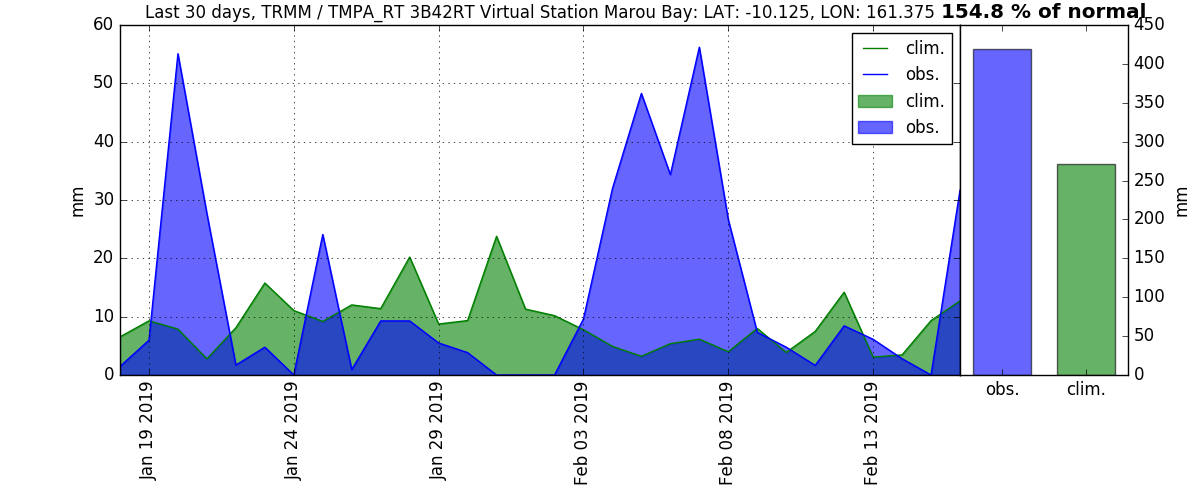 Last 30 days, TRMM / TMPA_RT 3B42RT Virtual Station Marou Bay: LAT: -10.125, LON: 161.375 154.8 % of normal
60
50
40
30
20
10
0
mm
clim.
obs.
clim.
obs.
450
400
350
300
250
200
150
100
50
0
mm
obs.
clim.
Jan 19 2019
Jan 24 2019
Jan 29 2019
Feb 03 2019
Feb 08 2019
Feb 13 2019